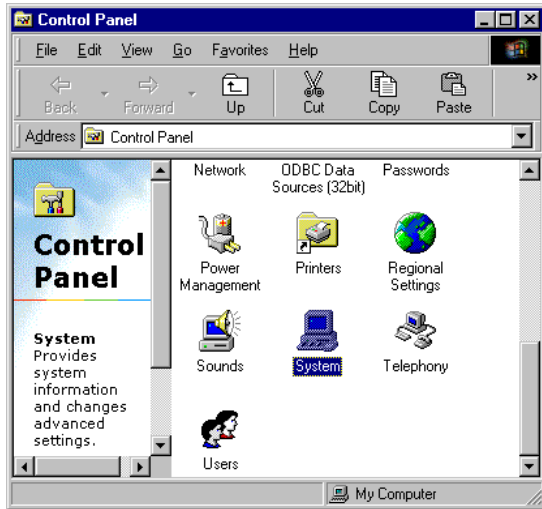 Control Panel
File Edit View Go Favorites Help
Back Forward Up Cut Copy Paste »
Address Control Panel
Control
Panel
System
Provides
system
information
and changes
advanced
settings.
Network ODBC Data Passwords
Sources (32bit)
Power Printers Regional
Management Settings
Sounds System Telephony
Users
My Computer